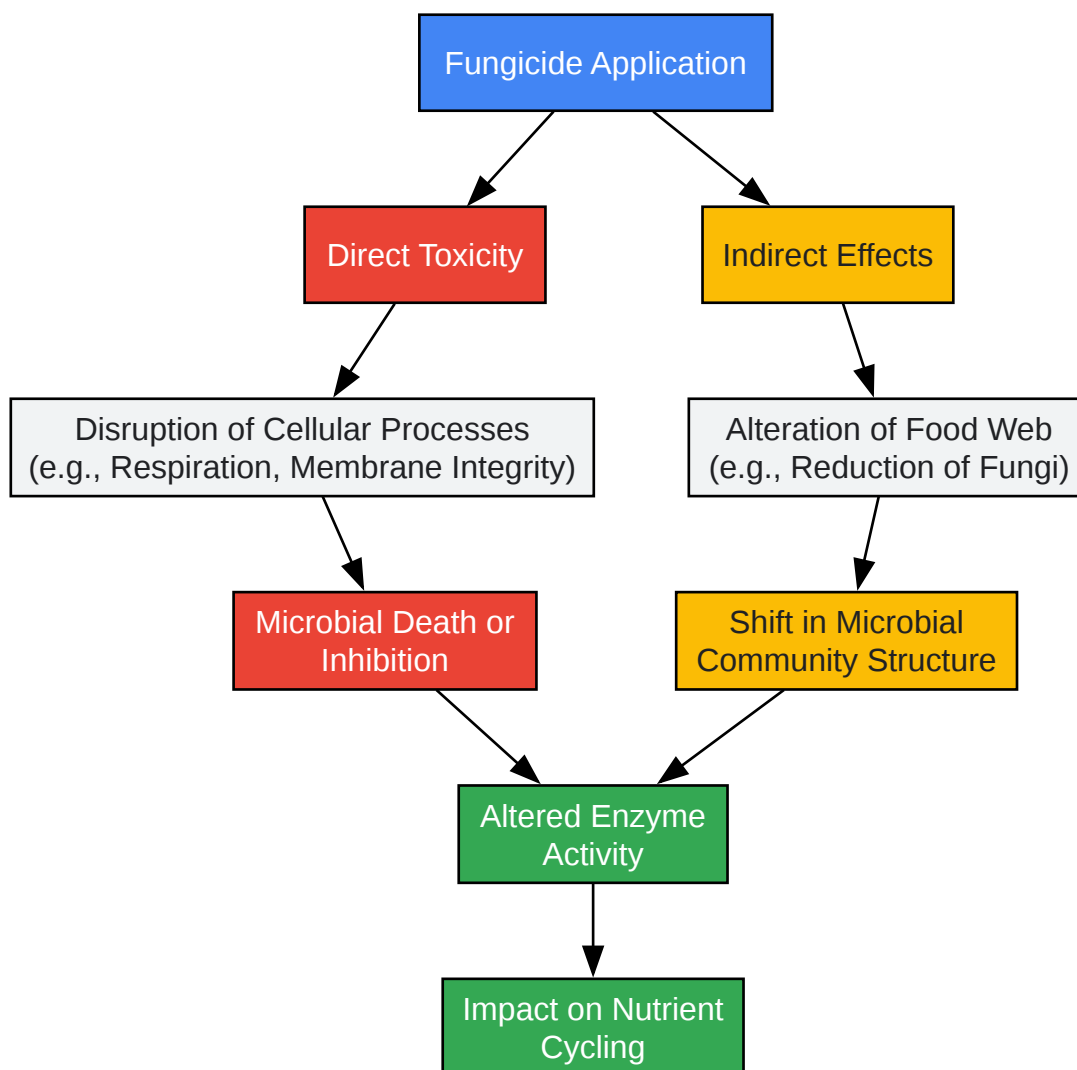 Fungicide Application
Direct Toxicity
Indirect Effects
Disruption of Cellular Processes
(e.g., Respiration, Membrane Integrity)
Alteration of Food Web
(e.g., Reduction of Fungi)
Microbial Death or
Inhibition
Shift in Microbial
Community Structure
Altered Enzyme
Activity
Impact on Nutrient
Cycling